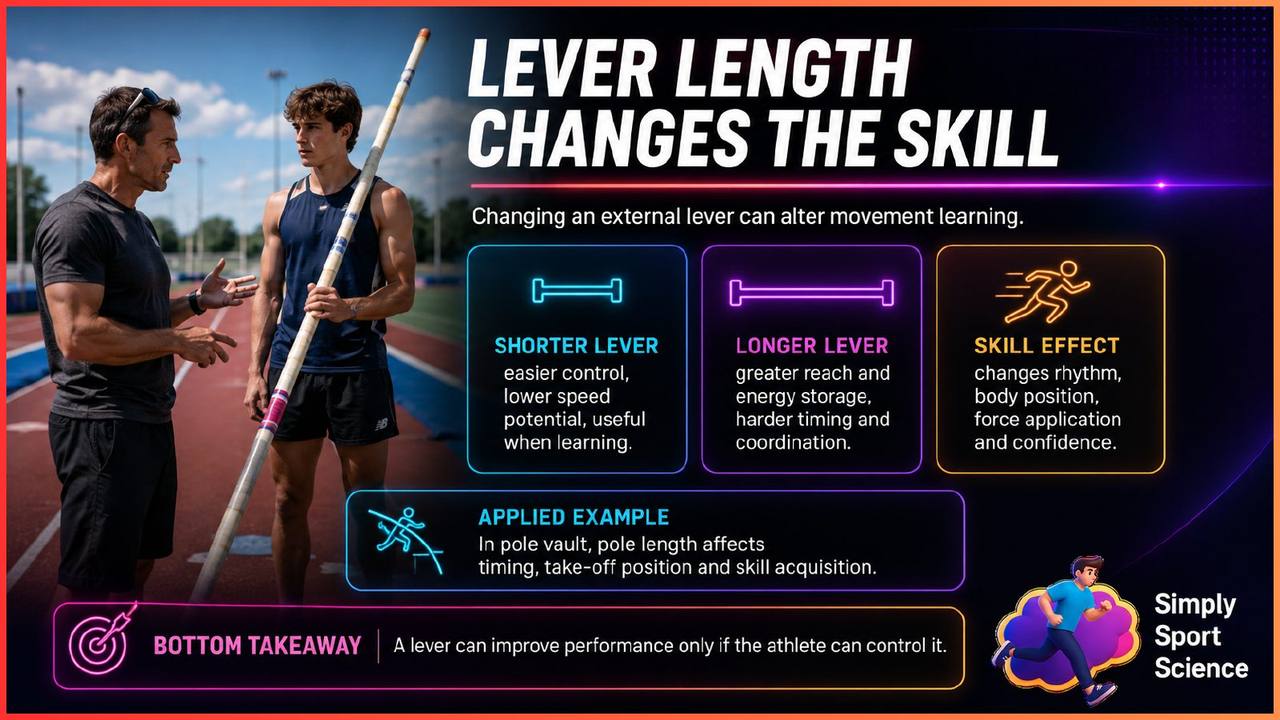 LEVER LENGTH
CHANGES THE SKILL
Changing an external lever can alter movement learning.
SHORTER LEVER
easier control,
lower speed
potential, useful
when learning.
LONGER LEVER
greater reach and
energy storage,
harder timing and
coordination.
SKILL EFFECT
changes rhythm,
body position,
force application
and confidence.
APPLIED EXAMPLE
In pole vault, pole length affects
timing, take-off position and skill acquisition.
BOTTOM TAKEAWAY
A lever can improve performance only if the athlete can control it.
Simply
Sport
Science
NB